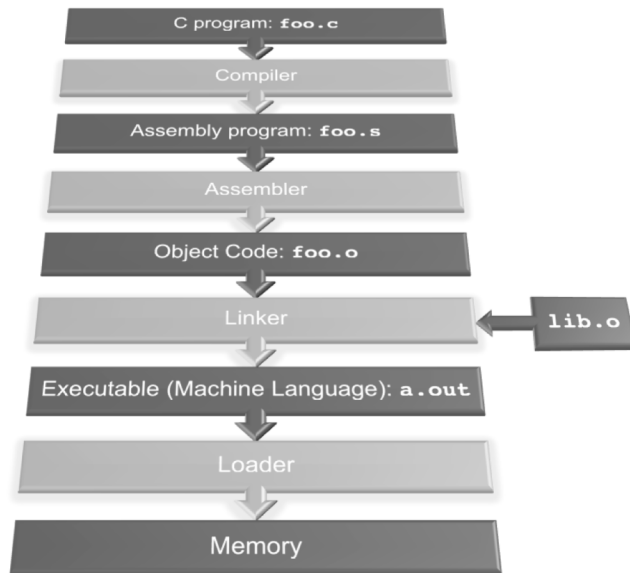 C program: foo.c
Compiler
Assembly program: foo.s
Assembler
Object Code: foo.o
Linker
lib.o
Executable (Machine Language): a.out
Loader
Memory